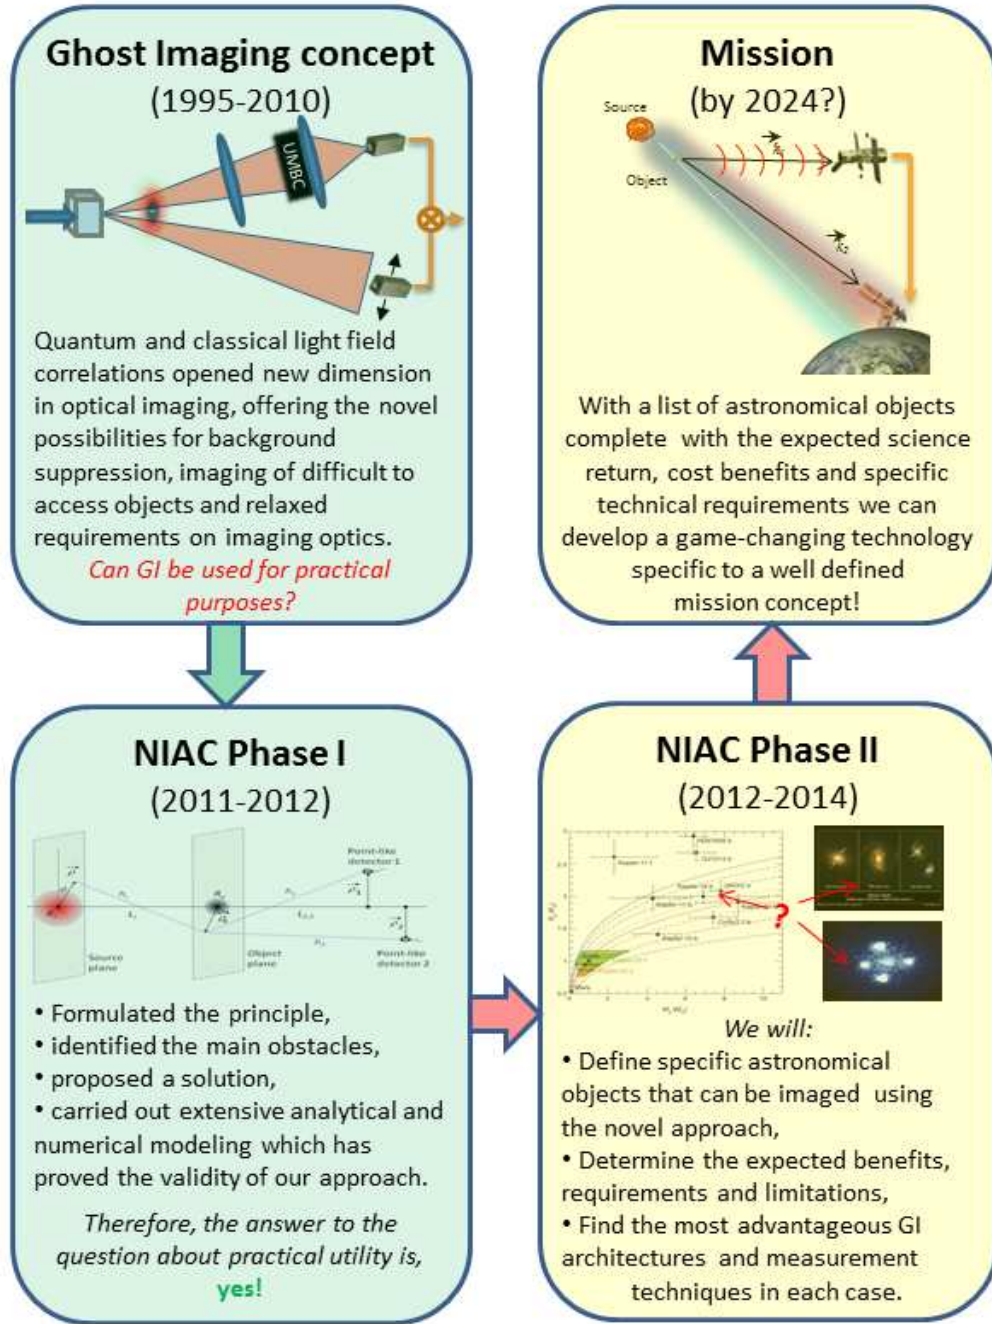 Ghost Imaging concept
(1995-2010)
UMBC
Quantum and classical light field
correlations opened new dimension
in optical imaging, offering the novel
possibilities for background
suppression, imaging of difficult to
access objects and relaxed
requirements on imaging optics.
Can GI be used for practical
purposes?
NIAC Phase I
(2011-2012)
Point-like
detector 1
Source
plane
Object
plane
Point-like
detector 2
• Formulated the principle,
• identified the main obstacles,
• proposed a solution,
• carried out extensive analytical and
numerical modeling which has
proved the validity of our approach.
Therefore, the answer to the
question about practical utility is,
yes!
NIAC Phase II
(2012-2014)
?
We will:
• Define specific astronomical
objects that can be imaged using
the novel approach,
• Determine the expected benefits,
requirements and limitations,
• Find the most advantageous GI
architectures and measurement
techniques in each case.
Mission
(by 2024?)
Source
Object
With a list of astronomical objects
complete with the expected science
return, cost benefits and specific
technical requirements we can
develop a game-changing technology
specific to a well defined
mission concept!